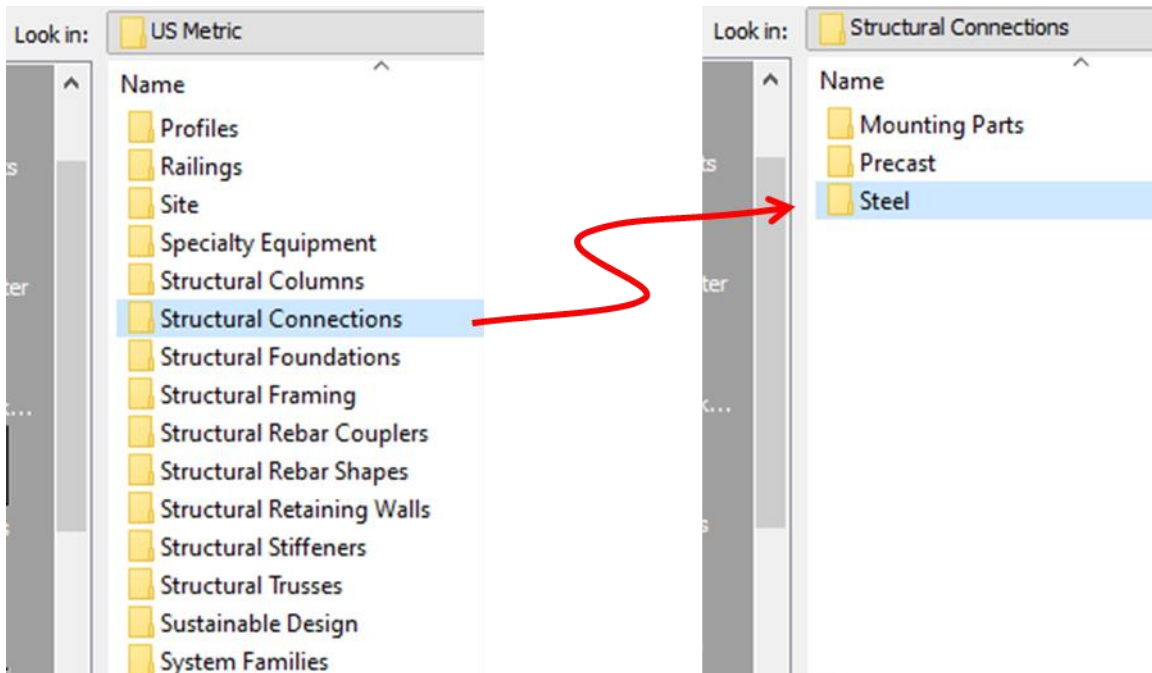 Look in:
US Metric
Name
Profiles
Railings
Site
Specialty Equipment
Structural Columns
Structural Connections
Structural Foundations
Structural Framing
Structural Rebar Couplers
Structural Rebar Shapes
Structural Retaining Walls
Structural Stiffeners
Structural Trusses
Sustainable Design
System Families
Look in:
Structural Connections
Name
Mounting Parts
Precast
Steel